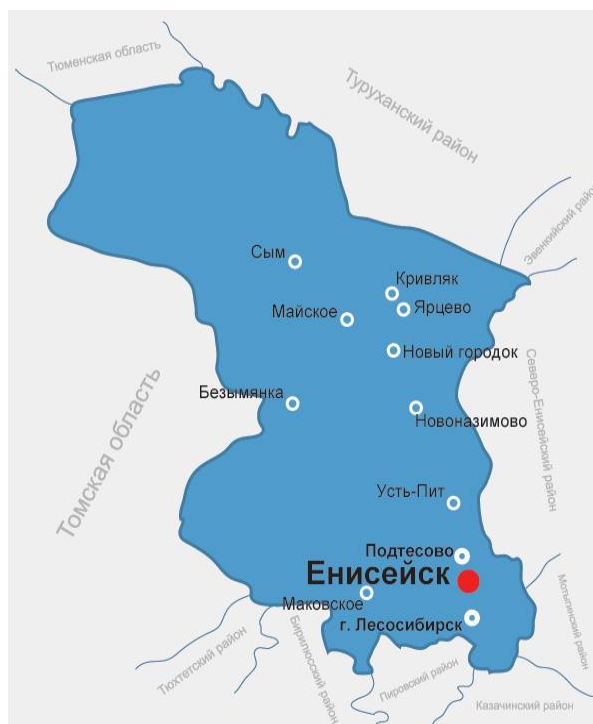 Тюменская область
Туруханский район
Эвенкийский район
Сым
Кривляк
Ярцево
Майское
Новый городок
Северо-Енисейский район
Безымянка
Новоназимово
Томская область
Усть-Пит
Подтесово
Енисейск
Маковское
г. Лесосибирск
Мотыгинский район
Тюхтетский район
Бирилюсский район
Пировский район
Казачинский район